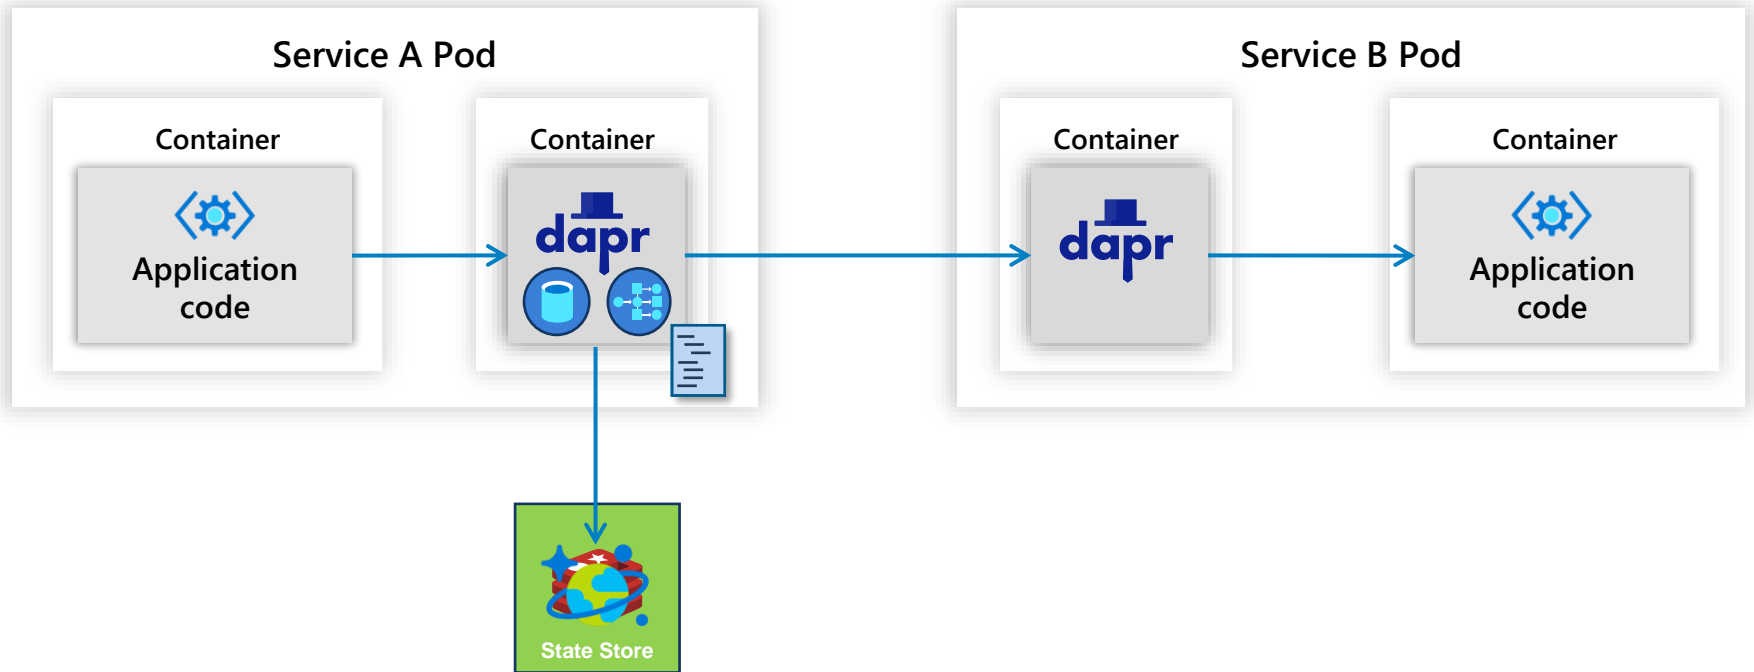 Service A Pod
Service B Pod
Container
Container
Container
Container
dapr
dapr
Application
code
Application
code
State Store